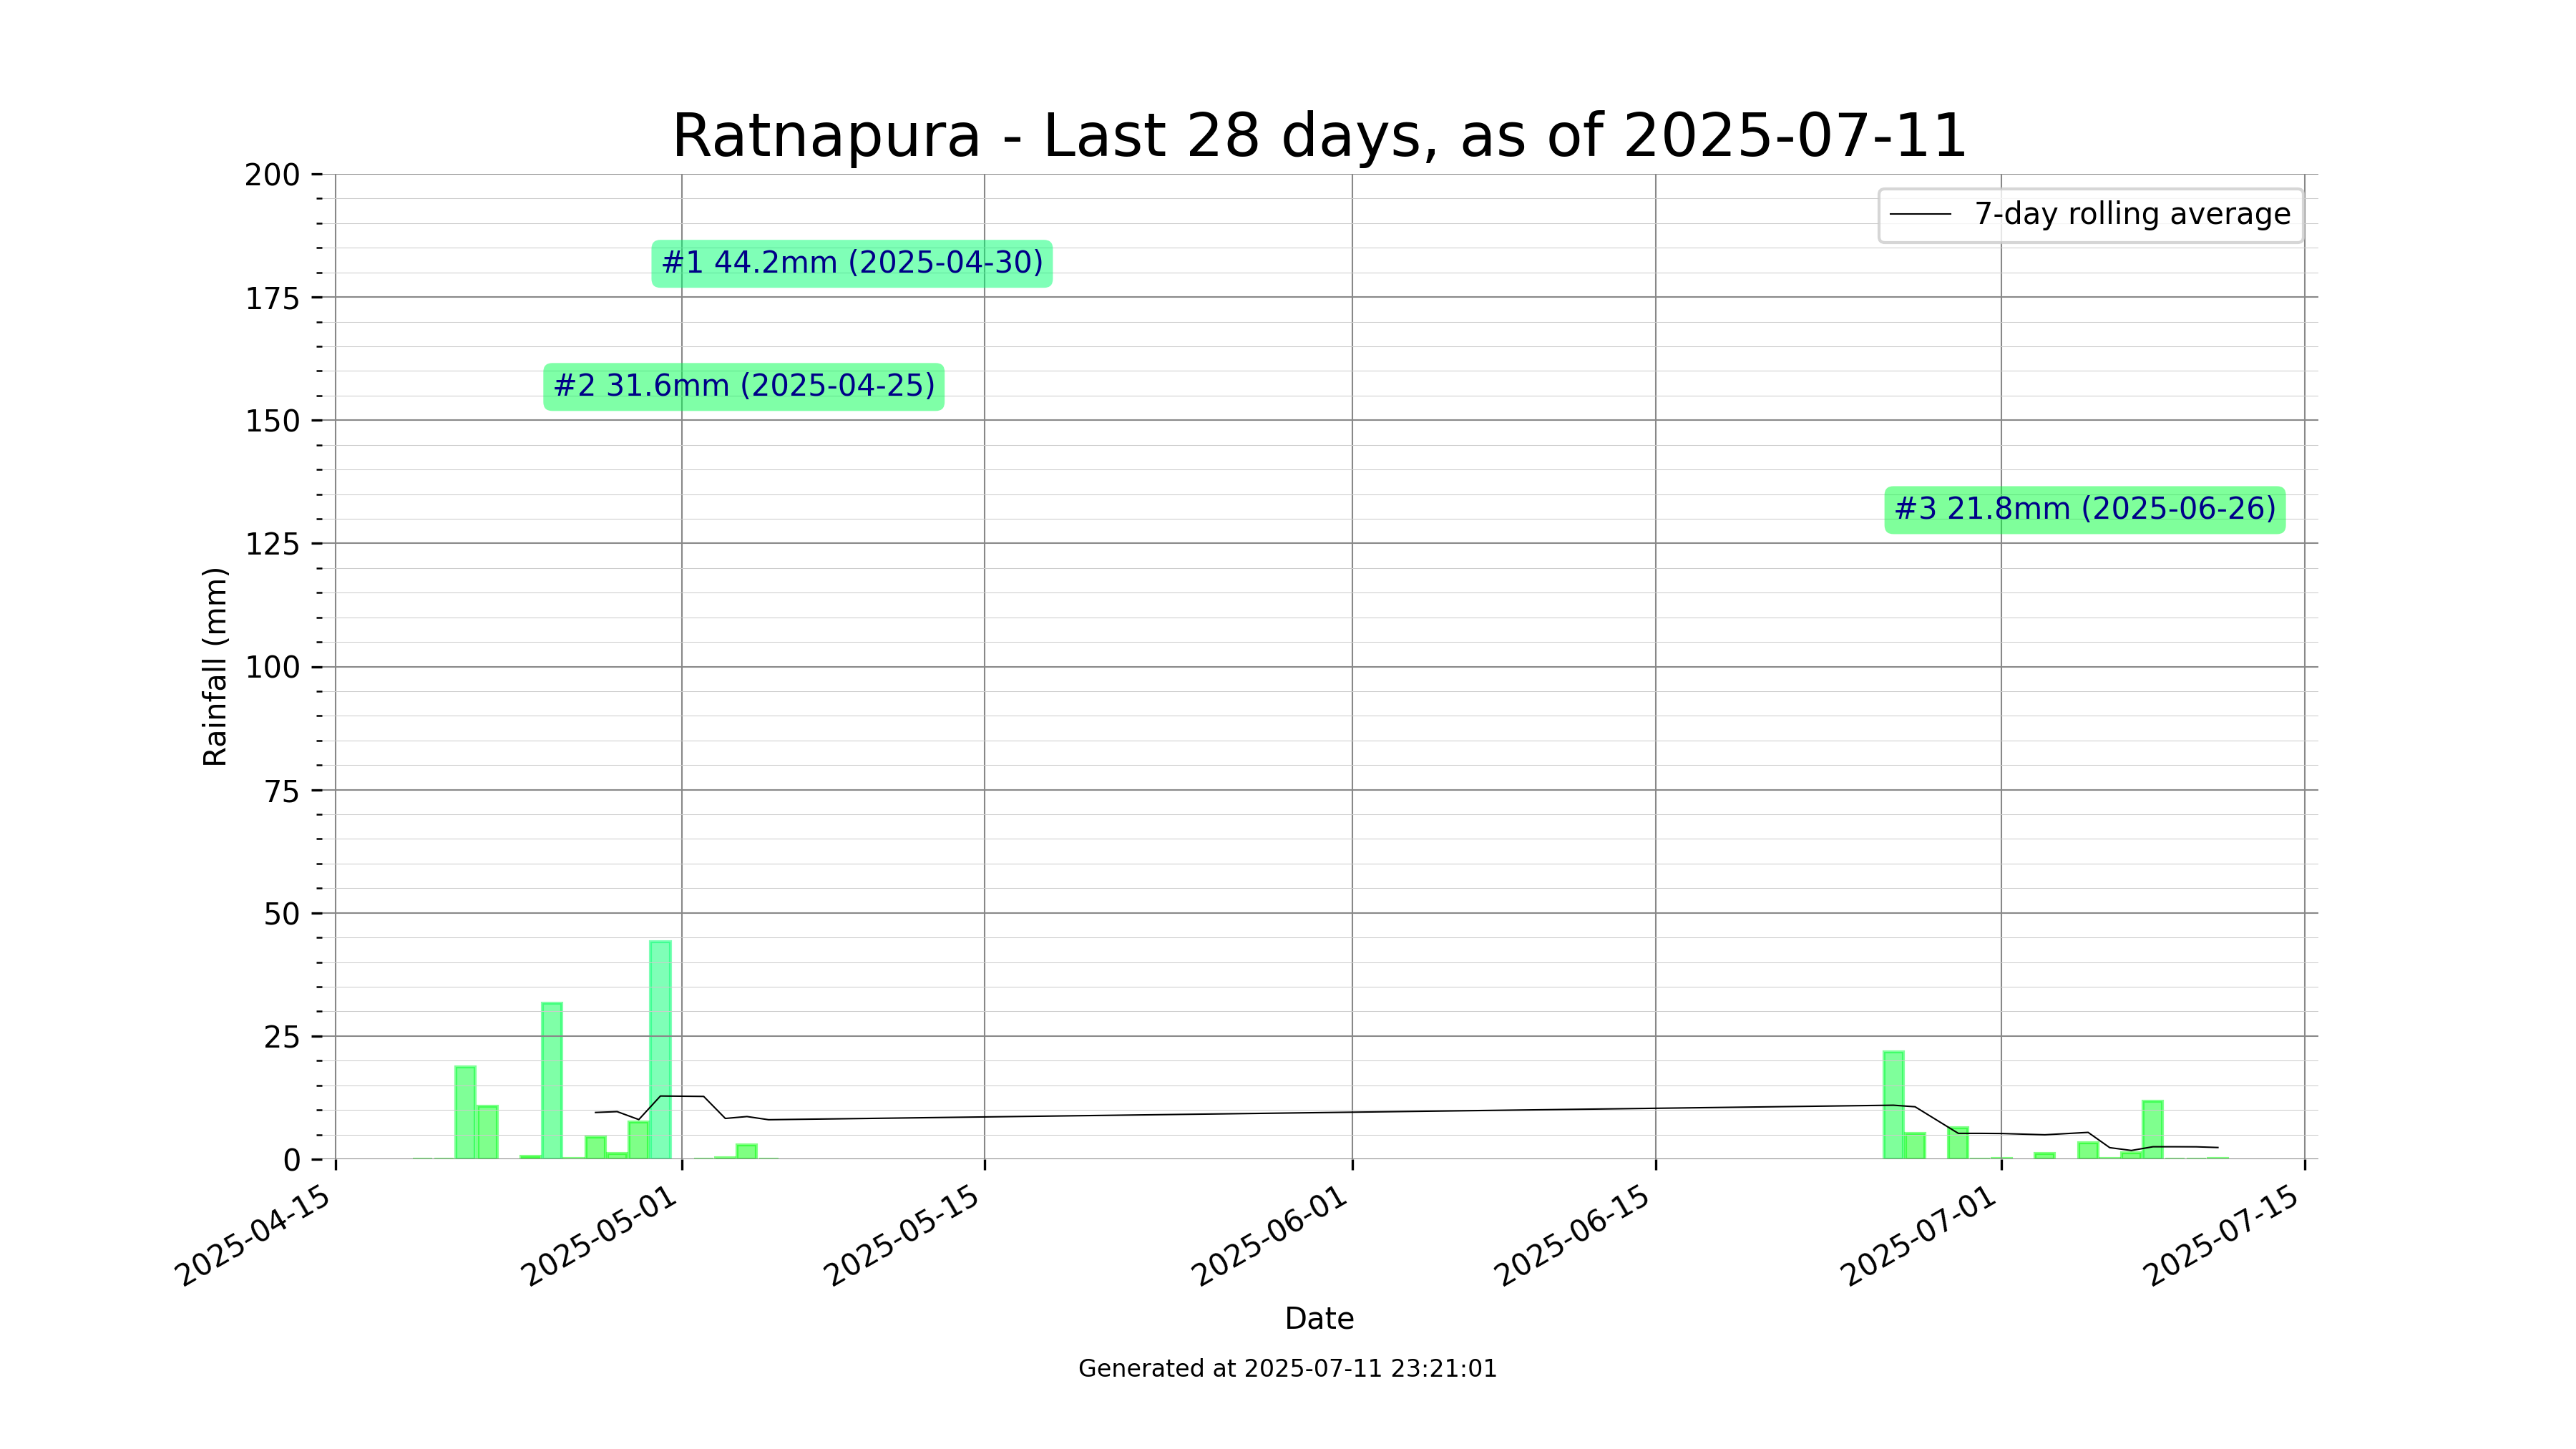 Ratnapura - Last 28 days, as of 2025-07-11
200
175
150
125
100
75
50
25
0
Rainfall (mm)
7-day rolling average
#1 44.2mm (2025-04-30)
#2 31.6mm (2025-04-25)
#3 21.8mm (2025-06-26)
2025-04-15
2025-05-01
2025-05-15
2025-06-01
2025-06-15
2025-07-01
2025-07-15
Date
Generated at 2025-07-11 23:21:01